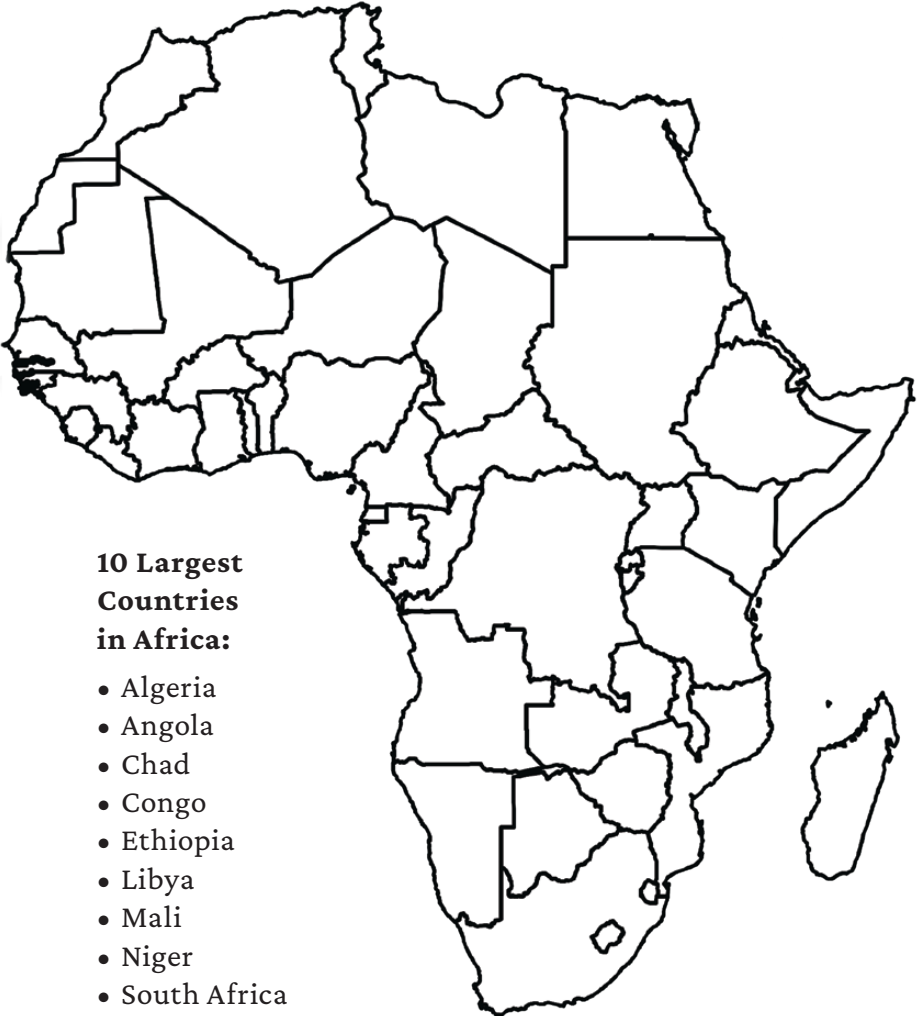 10 Largest
Countries
in Africa:
• Algeria
• Angola
• Chad
• Congo
• Ethiopia
• Libya
• Mali
• Niger
• South Africa